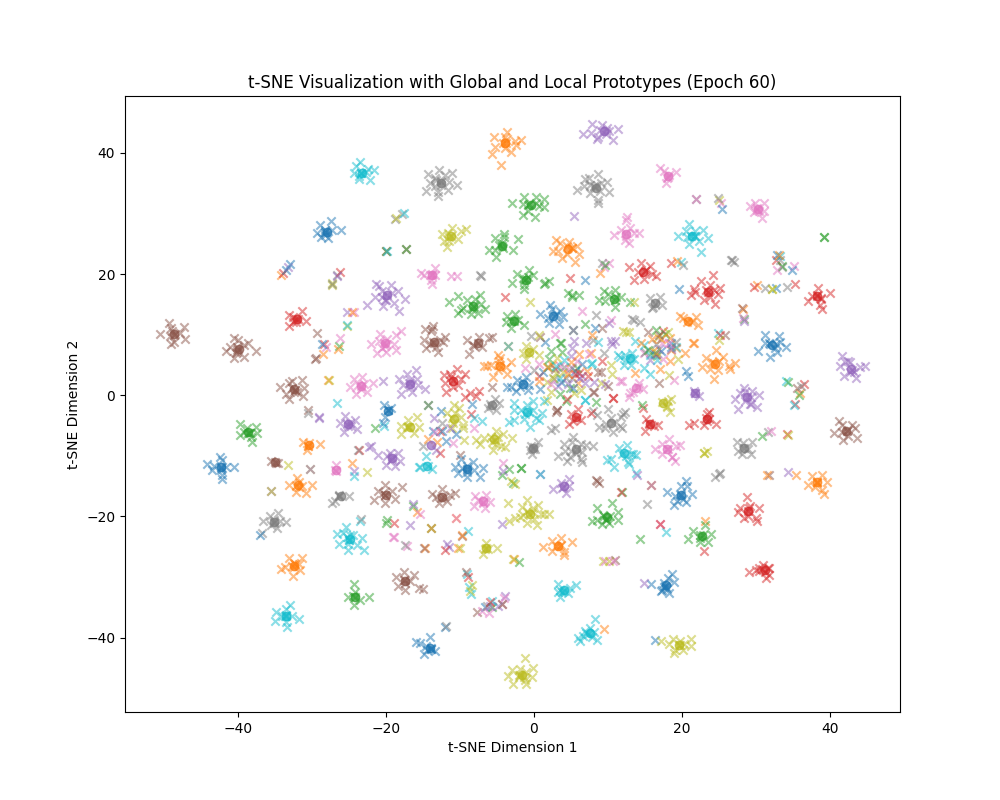 t-SNE Visualization with Global and Local Prototypes (Epoch 60)
40
20
0
−20
−40
t-SNE Dimension 2
−40 −20 0 20 40
t-SNE Dimension 1